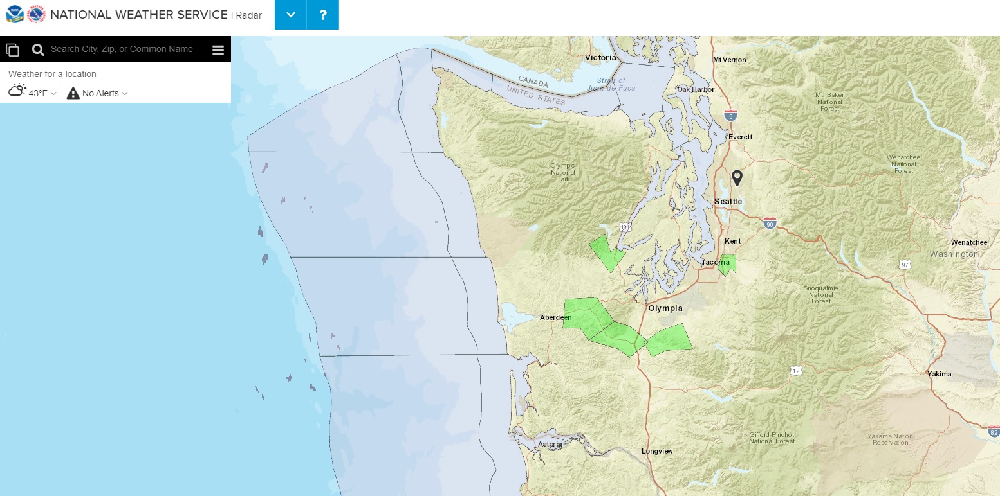 NATIONAL WEATHER SERVICE | Radar
?
Search City, Zip, or Common Name
Weather for a location
43°F
No Alerts
Victoria
Mt Vernon
CANADA
UNITED STATES
Strait of
Juan de Fuca
Oak Harbor
Mt. Baker
National
Forest
5
Everett
Wenatchee
National
Forest
Olympic
National
Park
Seattle
101
90
Kent
Wenatchee
Washington
97
Tacoma
Snoqualmie
National
Forest
Olympia
Aberdeen
12
Yakima
82
Gifford-Pinchot
National Forest
Yakama Nation
Reservation
Astoria
Longview